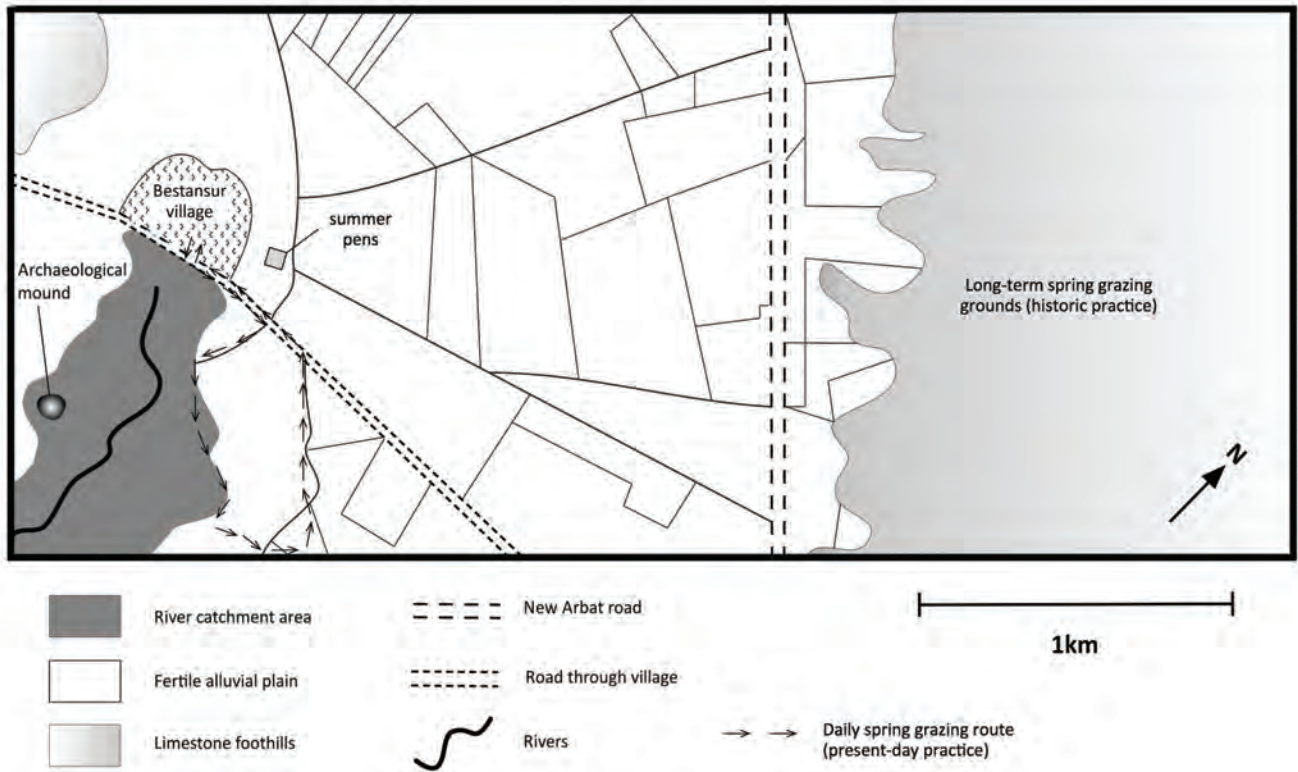 Bestansur
village
summer
pens
Archaeological
mound
Long-term spring grazing
grounds (historic practice)
N
River catchment area
New Arbat road
1km
Fertile alluvial plain
Road through village
Limestone foothills
Rivers
Daily spring grazing route
(present-day practice)